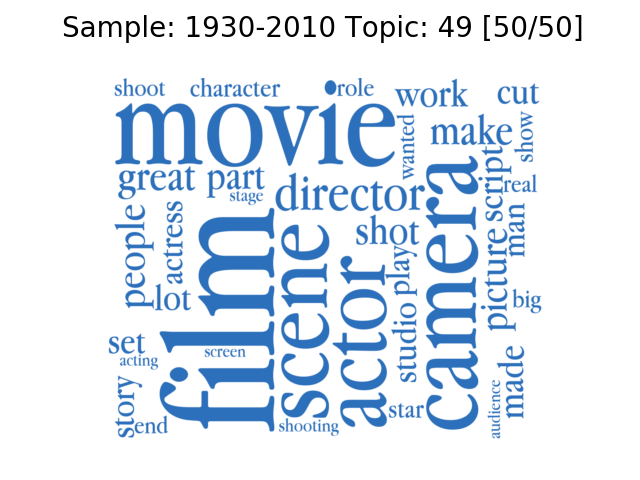 Sample: 1930-2010 Topic: 49 [50/50]
shoot character role work cut
movie wanted make show
great part stage director camera script real
people actress lot film scene shot actor play studio picture man big
set acting screen
story end shooting star audience made